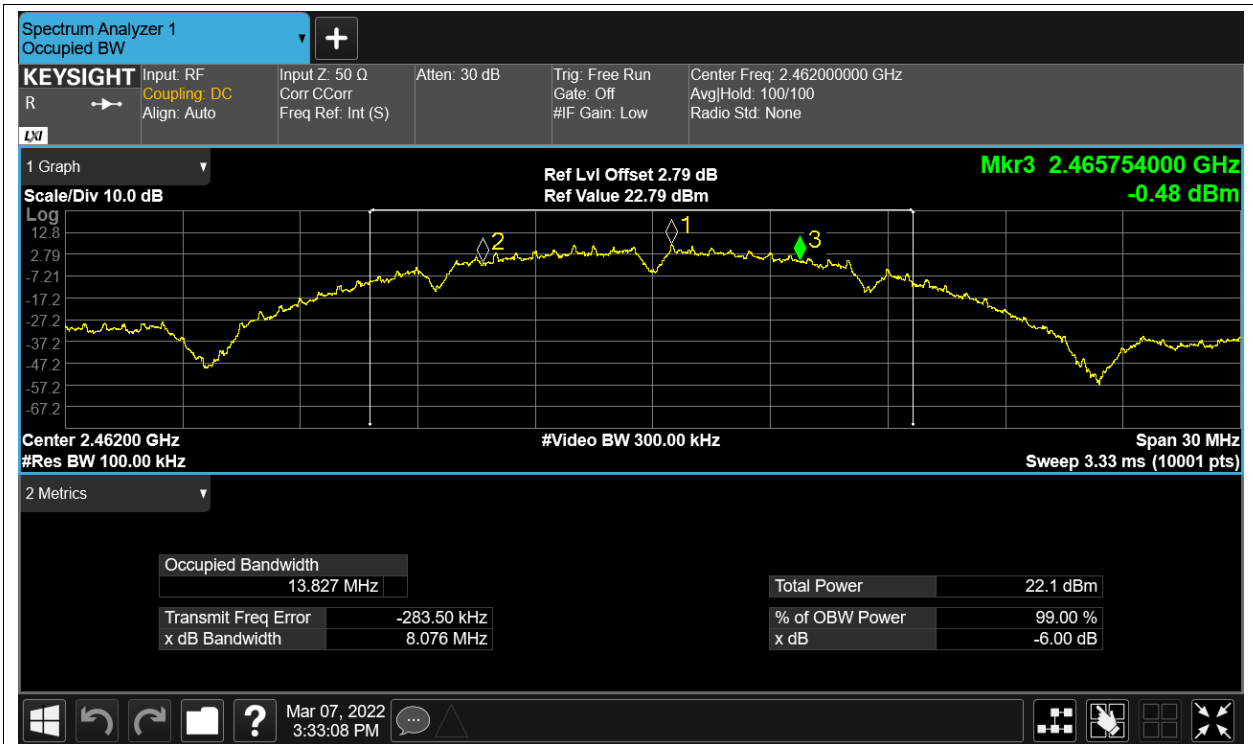 Spectrum Analyzer 1
Occupied BW
KEYSIGHT
R
LXI
Input: RF
Coupling: DC
Align: Auto
Input Z: 50 Ω
Corr CCorr
Freq Ref: Int (S)
Atten: 30 dB
Trig: Free Run
Gate: Off
#IF Gain: Low
Center Freq: 2.462000000 GHz
Avg|Hold: 100/100
Radio Std: None
1 Graph
Scale/Div 10.0 dB
Ref Lvl Offset 2.79 dB
Ref Value 22.79 dBm
Mkr3 2.465754000 GHz
-0.48 dBm
Log
12.8
2.79
-7.21
-17.2
-27.2
-37.2
-47.2
-57.2
-67.2
2
1
3
Center 2.46200 GHz
#Res BW 100.00 kHz
#Video BW 300.00 kHz
Span 30 MHz
Sweep 3.33 ms (10001 pts)
2 Metrics
Occupied Bandwidth
13.827 MHz
Transmit Freq Error -283.50 kHz
x dB Bandwidth 8.076 MHz
Total Power 22.1 dBm
% of OBW Power 99.00 %
x dB -6.00 dB
?
Mar 07, 2022
3:33:08 PM